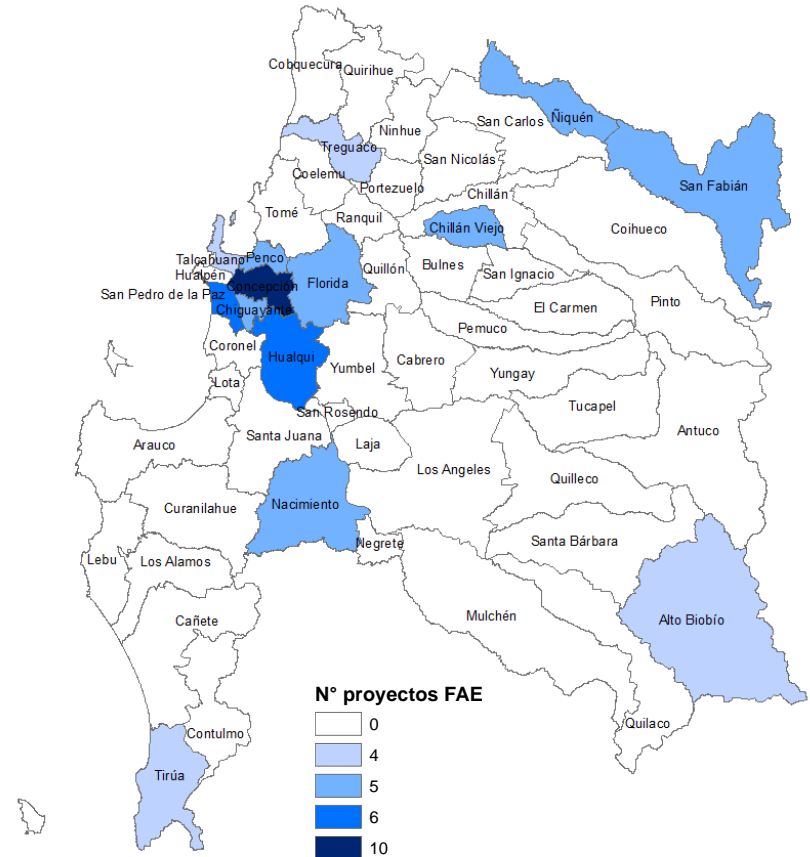 Cobquecura
Quirihue
San Carlos
Ñiquén
Ninhue
Treguaco
San Nicolás
Coelemu
Portezuelo
Chillán
San Fabián
Tomé
Ranquil
Chillán Viejo
Coihueco
Talcahuano
Penco
Hualpén
Florida
Quillón
Bulnes
San Ignacio
Concepción
San Pedro de la Paz
Chiguayante
El Carmen
Pinto
Pemuco
Coronel
Hualqui
Yumbel
Cabrero
Yungay
Lota
San Rosendo
Tucapel
Arauco
Santa Juana
Laja
Antuco
Los Angeles
Quilleco
Curanilahue
Nacimiento
Negrete
Santa Bárbara
Lebu
Los Alamos
Cañete
Mulchén
Alto Biobío
Contulmo
Quilaco
Tirúa
N° proyectos FAE
0
4
5
6
10